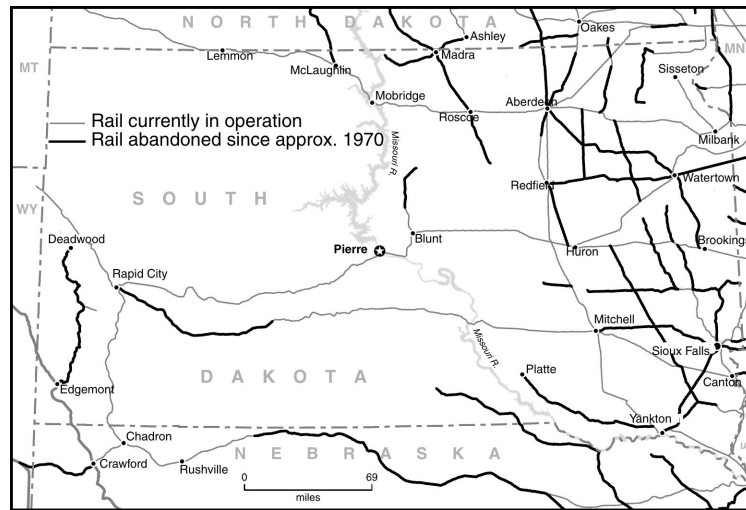 NORTH DAKOTA
Ashley
Oakes
Lemmon
Madra
MN
MT
McLaughlin
Sisseton
Mobridge
Aberdeen
Rail currently in operation
Roscoe
Rail abandoned since approx. 1970
Milbank
Missouri R.
Redfield
Watertown
SOUTH
WY
Deadwood
Blunt
Pierre
Huron
Brookings
Rapid City
Mitchell
Missouri R.
Sioux Falls
Platte
DAKOTA
Canton
Edgemont
Yankton
Chadron
NEBRASKA
Crawford
Rushville
0 69
miles